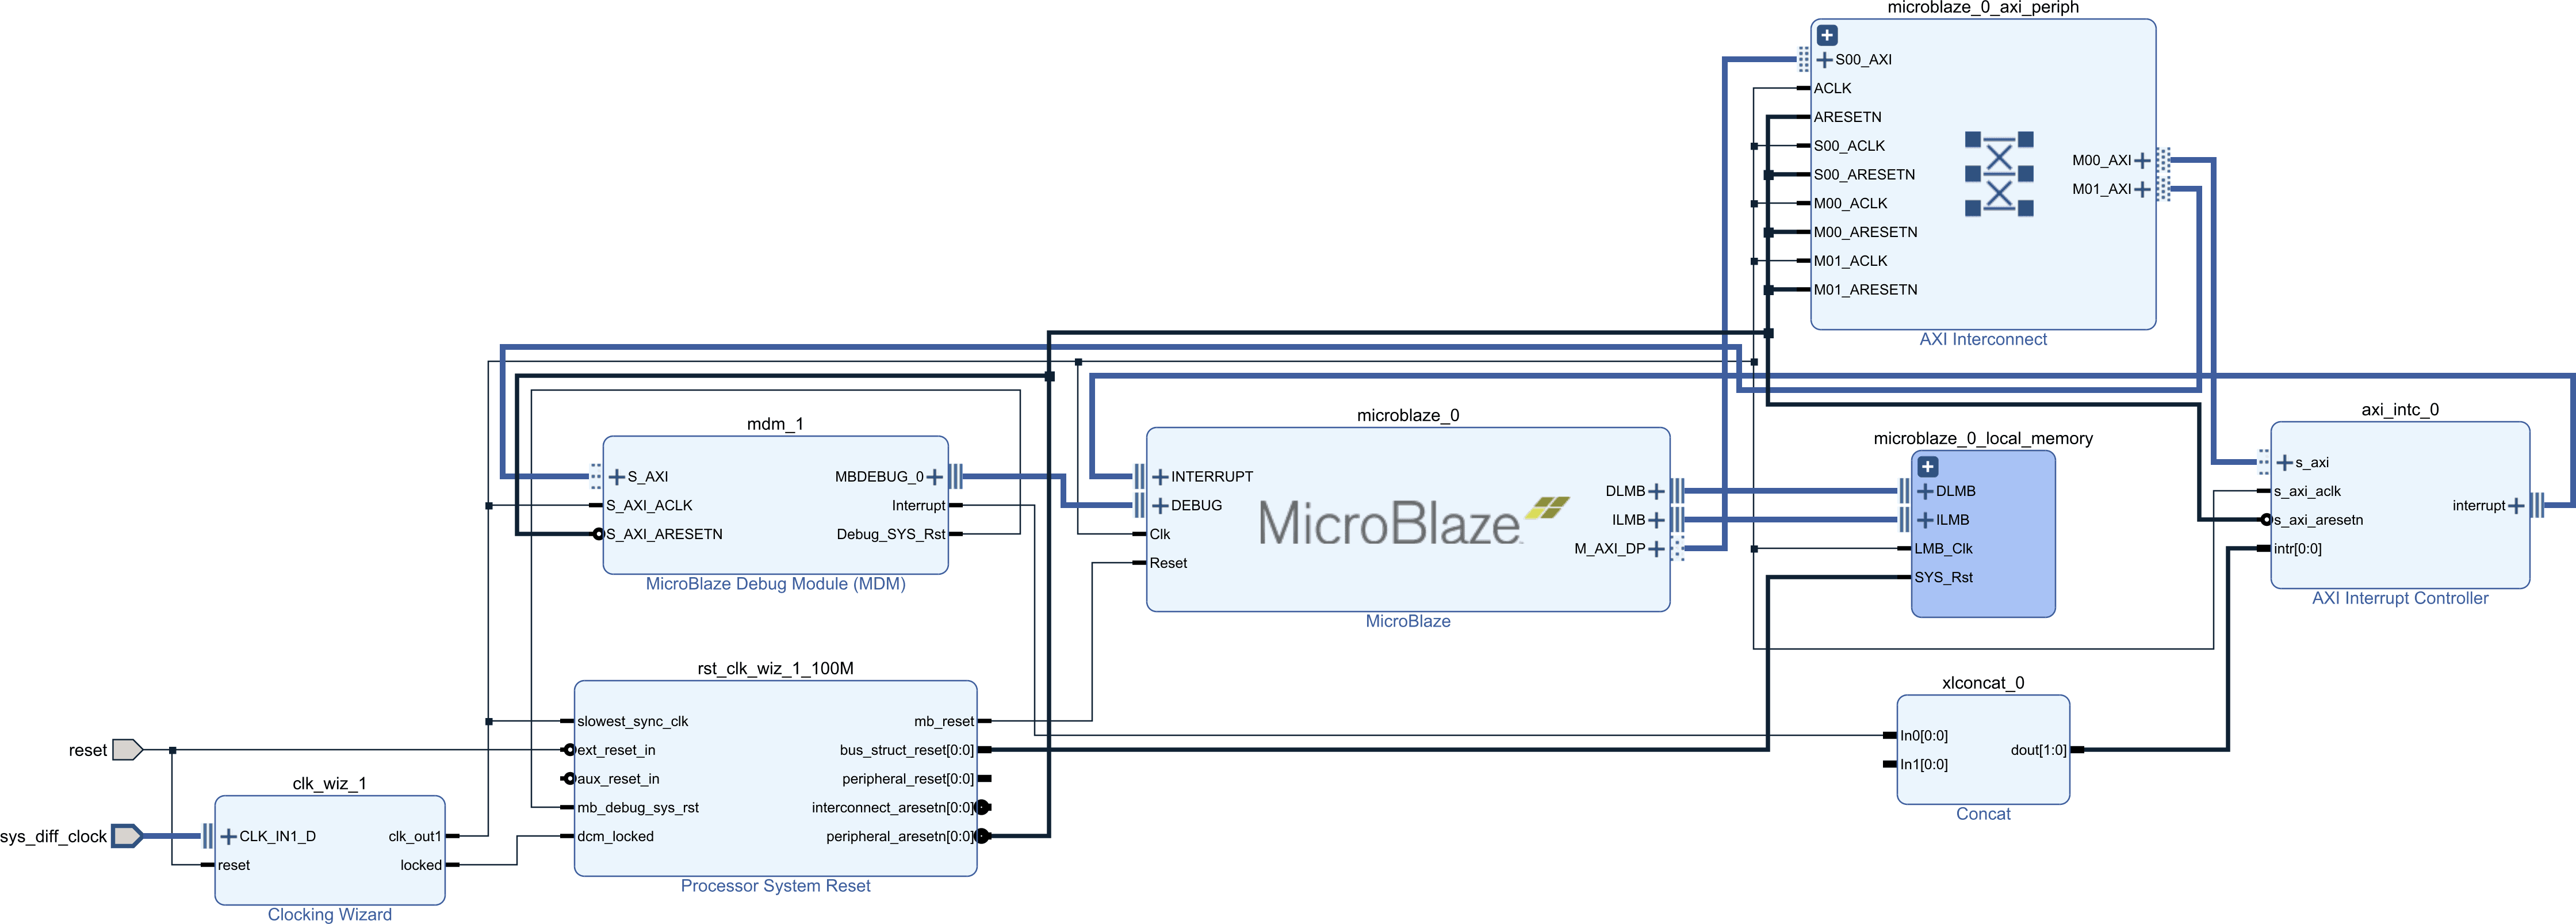 microblaze_0_axi_periph
S00_AXI
ACLK
ARESETN
S00_ACLK
S00_ARESETN
M00_ACLK
M00_ARESETN
M01_ACLK
M01_ARESETN
M00_AXI
M01_AXI
AXI Interconnect
mdm_1
S_AXI
S_AXI_ACLK
S_AXI_ARESETN
MBDEBUG_0
Interrupt
Debug_SYS_Rst
MicroBlaze Debug Module (MDM)
microblaze_0
INTERRUPT
DEBUG
Clk
Reset
MicroBlaze
DLMB
ILMB
M_AXI_DP
MicroBlaze
microblaze_0_local_memory
DLMB
ILMB
LMB_Clk
SYS_Rst
axi_intc_0
s_axi
s_axi_aclk
s_axi_aresetn
intr[0:0]
interrupt
AXI Interrupt Controller
rst_clk_wiz_1_100M
slowest_sync_clk
ext_reset_in
aux_reset_in
mb_debug_sys_rst
dcm_locked
mb_reset
bus_struct_reset[0:0]
peripheral_reset[0:0]
interconnect_aresetn[0:0]
peripheral_aresetn[0:0]
Processor System Reset
xlconcat_0
In0[0:0]
In1[0:0]
dout[1:0]
Concat
reset
sys_diff_clock
clk_wiz_1
CLK_IN1_D
reset
clk_out1
locked
Clocking Wizard